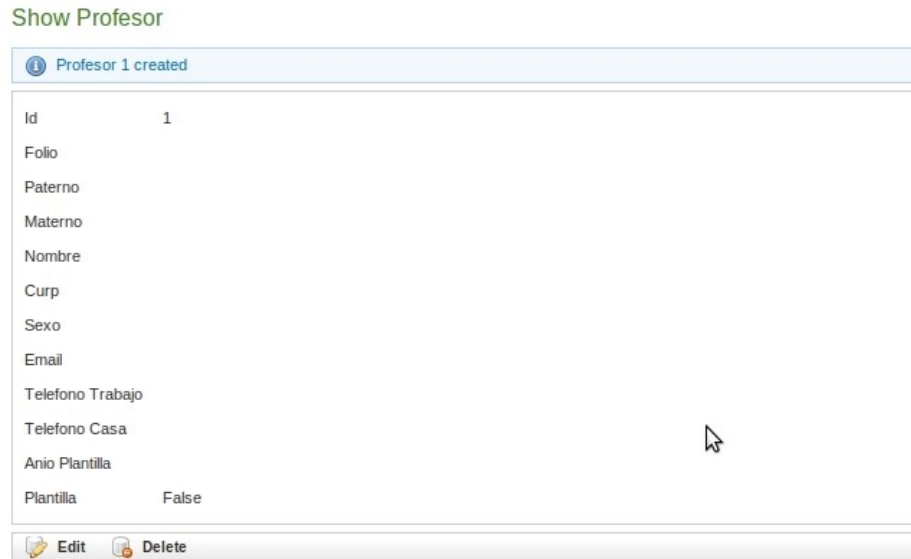 Show Profesor
Profesor 1 created
Id 1
Folio
Paterno
Materno
Nombre
Curp
Sexo
Email
Telefono Trabajo
Telefono Casa
Anio Plantilla
Plantilla False
Edit Delete